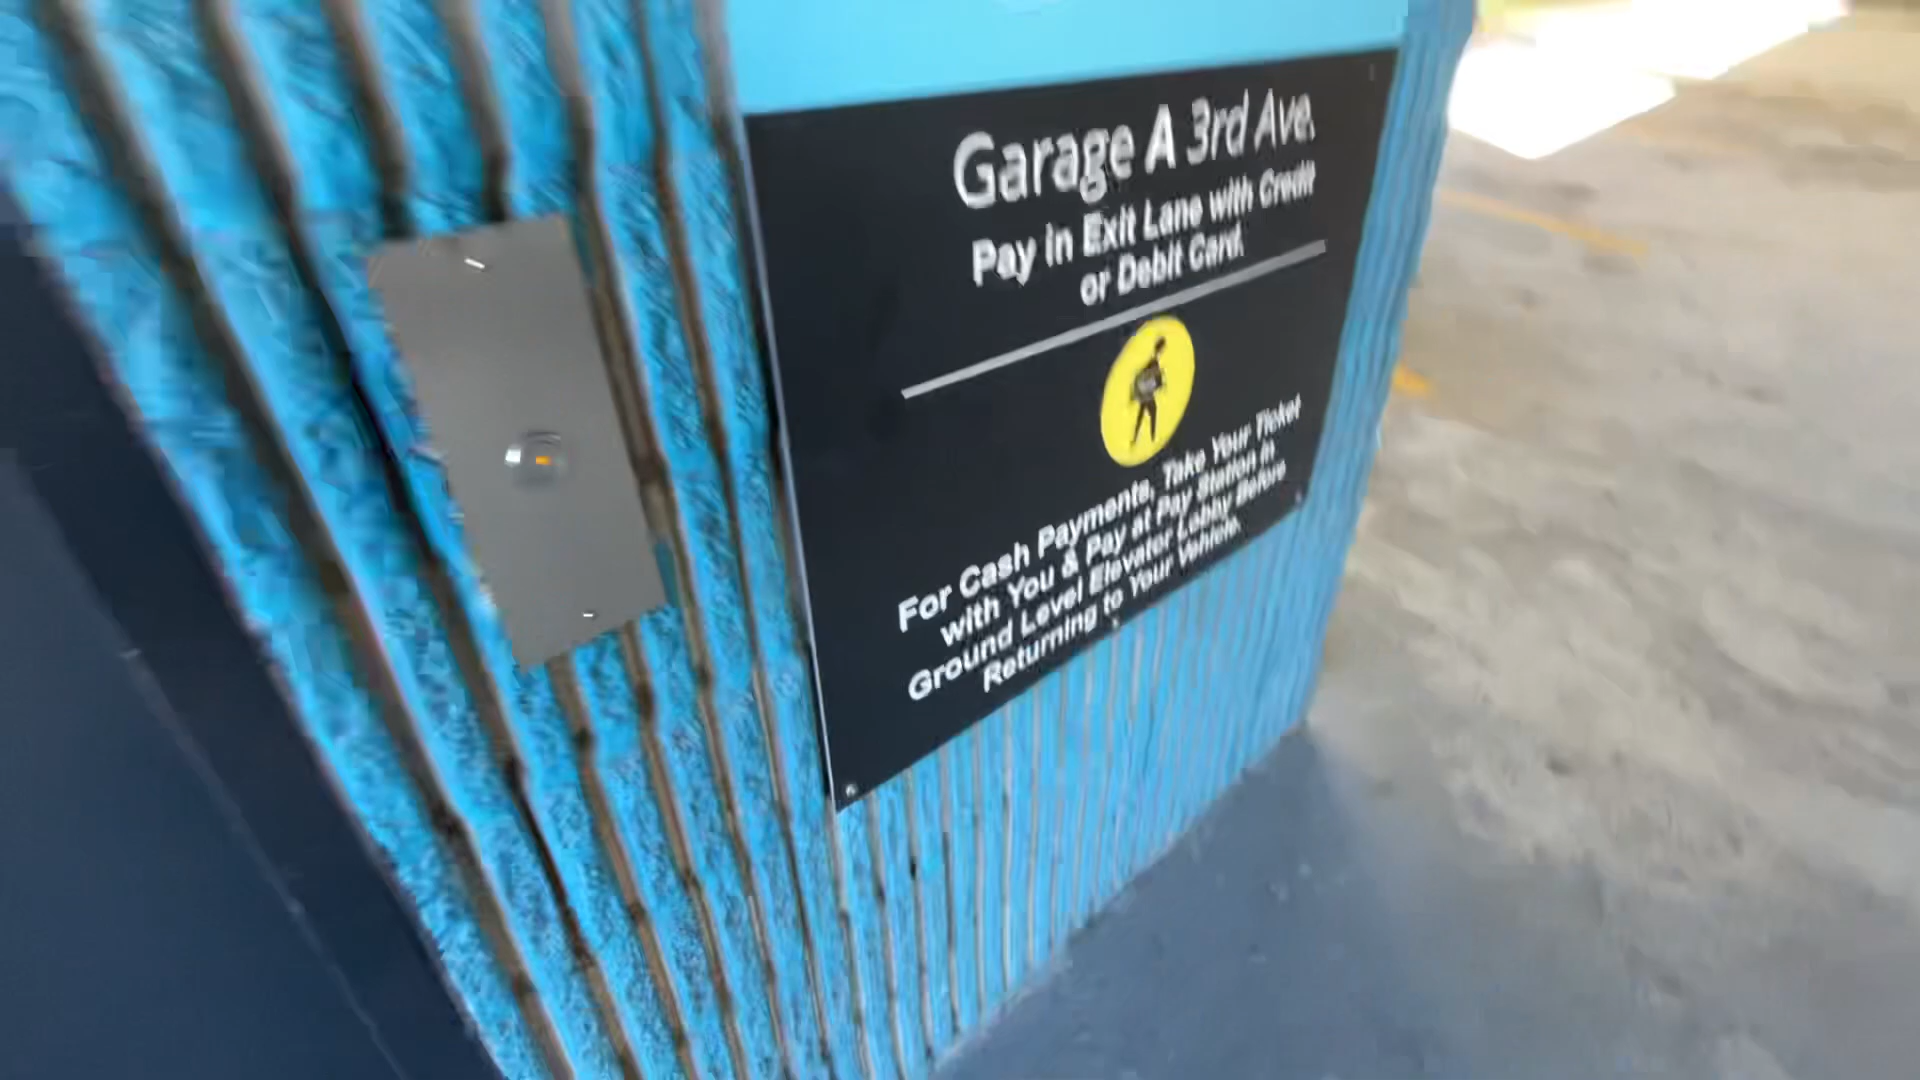 Garage A 3rd Ave.
Pay in Exit Lane with Credit
or Debit Card.
For Cash Payments, Take Your Ticket
with You & Pay at Pay Station in
Ground Level Elevator Lobby Before
Returning to Your Vehicle.